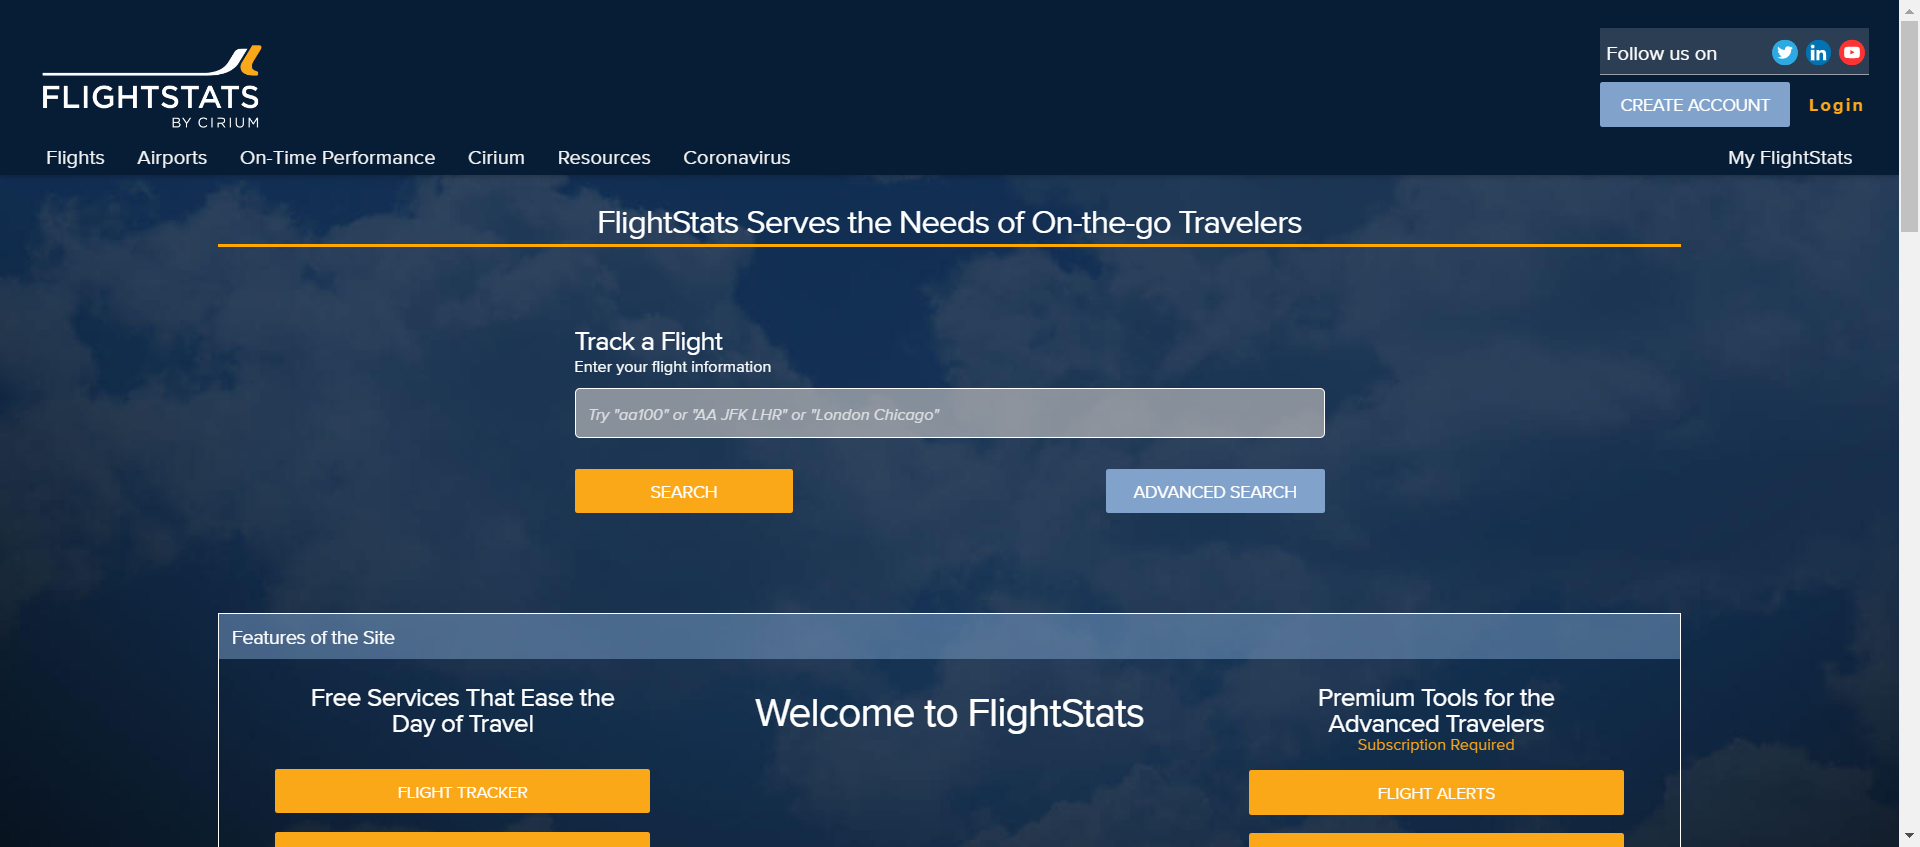 FLIGHTSTATS
BY CIRIUM
Follow us on
CREATE ACCOUNT
Login
Flights
Airports
On-Time Performance
Cirium
Resources
Coronavirus
My FlightStats
FlightStats Serves the Needs of On-the-go Travelers
Track a Flight
Enter your flight information
Try "aa100" or "AA JFK LHR" or "London Chicago"
SEARCH
ADVANCED SEARCH
Features of the Site
Free Services That Ease the
Day of Travel
FLIGHT TRACKER
Welcome to FlightStats
Premium Tools for the
Advanced Travelers
Subscription Required
FLIGHT ALERTS